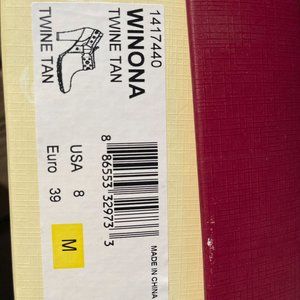 1417440
WINONA
TWINE TAN
TWINE TAN
USA 8
Euro 39
M
8 86553 32973 3
MADE IN CHINA